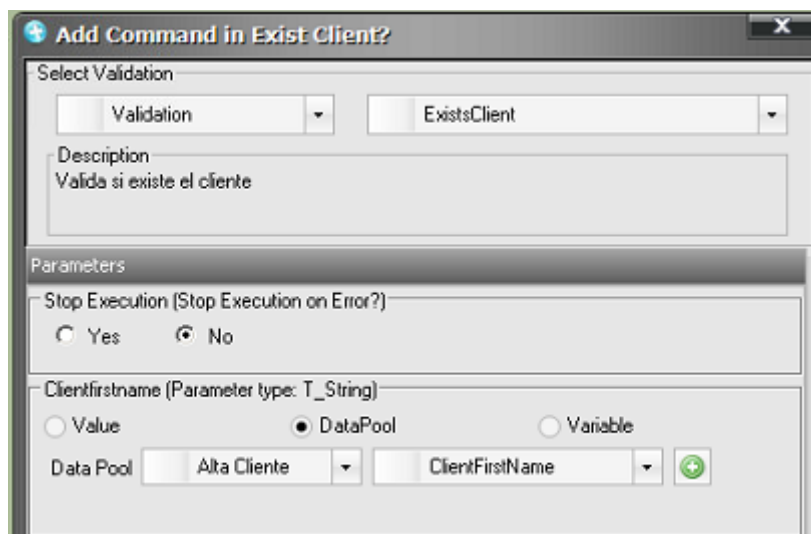 Add Command in Exist Client?
Select Validation
Validation ExistsClient
Description
Valida si existe el cliente
Parameters
Stop Execution (Stop Execution on Error?)
Yes No
Clientfirstname (Parameter type: T_String)
Value DataPool Variable
Data Pool Alta Cliente ClientFirstName